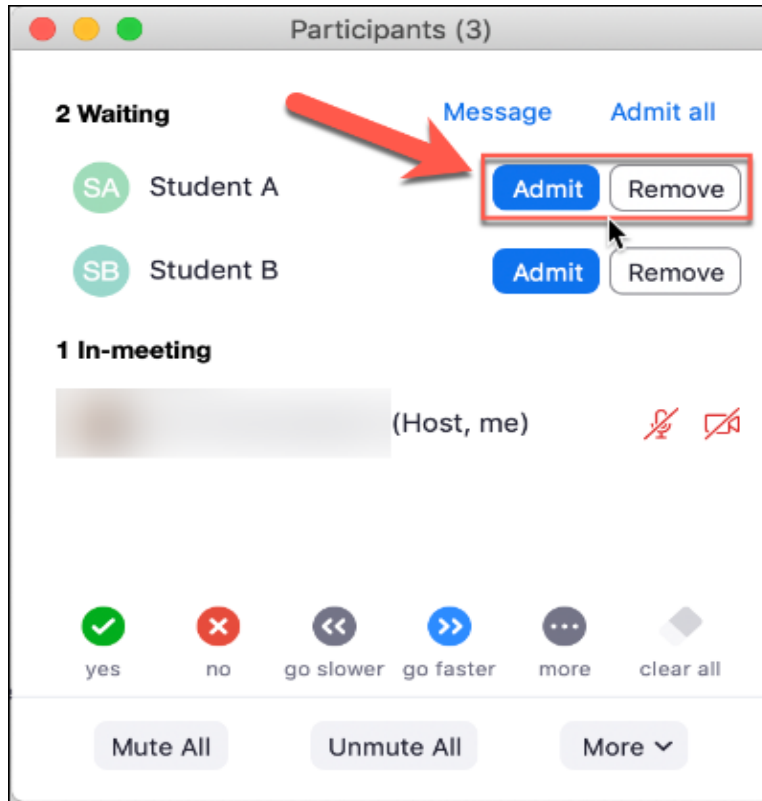 Participants (3)
2 Waiting Message Admit all
SA Student A Admit Remove
SB Student B Admit Remove
1 In-meeting
(Host, me)
yes no go slower go faster more clear all
Mute All Unmute All More